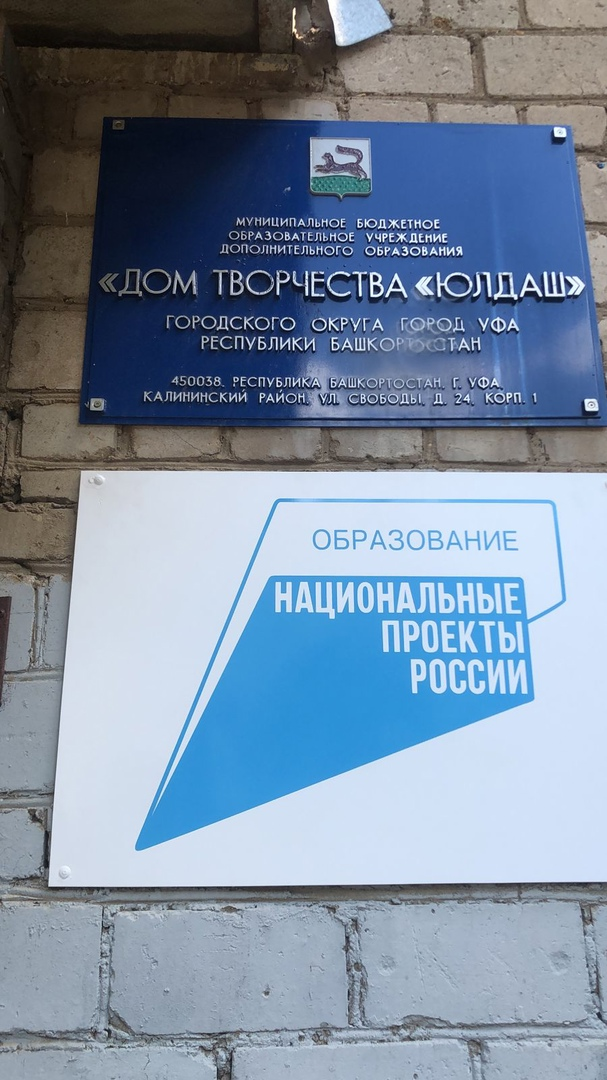 МУНИЦИПАЛЬНОЕ БЮДЖЕТНОЕ
ОБРАЗОВАТЕЛЬНОЕ УЧРЕЖДЕНИЕ
ДОПОЛНИТЕЛЬНОГО ОБРАЗОВАНИЯ
«ДОМ ТВОРЧЕСТВА «ЮЛДАШ»
ГОРОДСКОГО ОКРУГА ГОРОД УФА
РЕСПУБЛИКИ БАШКОРТОСТАН
450038, РЕСПУБЛИКА БАШКОРТОСТАН, Г. УФА,
КАЛИНИНСКИЙ РАЙОН, УЛ. СВОБОДЫ, Д. 24, КОРП. 1
ОБРАЗОВАНИЕ
НАЦИОНАЛЬНЫЕ
ПРОЕКТЫ
РОССИИ